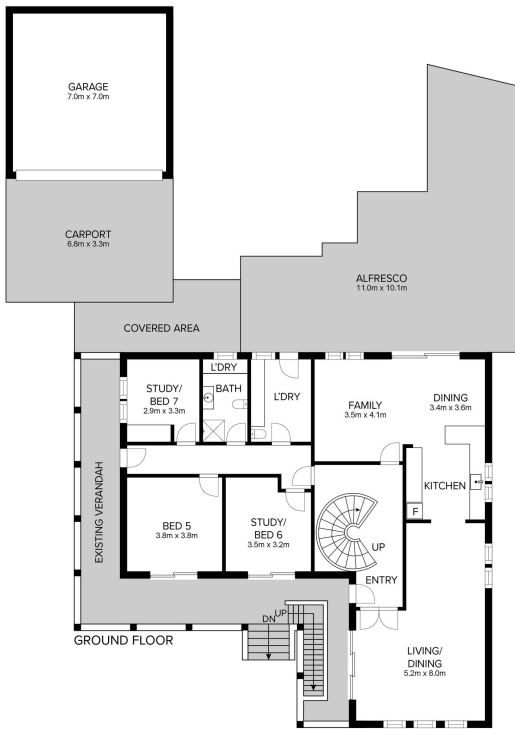 GARAGE
7.0m x 7.0m
CARPORT
6.8m x 3.3m
ALFRESCO
11.0m x 10.1m
COVERED AREA
L'DRY
STUDY/
BED 7
2.9m x 3.3m
BATH
L'DRY
FAMILY
3.5m x 4.1m
DINING
3.4m x 3.6m
EXISTING VERANDAH
KITCHEN
F
BED 5
3.8m x 3.8m
STUDY/
BED 6
3.5m x 3.2m
UP
ENTRY
UP
DN
GROUND FLOOR
LIVING/
DINING
5.2m x 8.0m